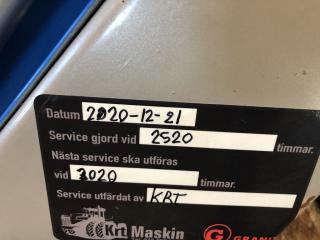 Datum 2020-12-21
Service gjord vid 2520 timmar.
Nästa service ska utföras
vid 3020 timmar.
Service utfärdat av KRT
Krt Maskin